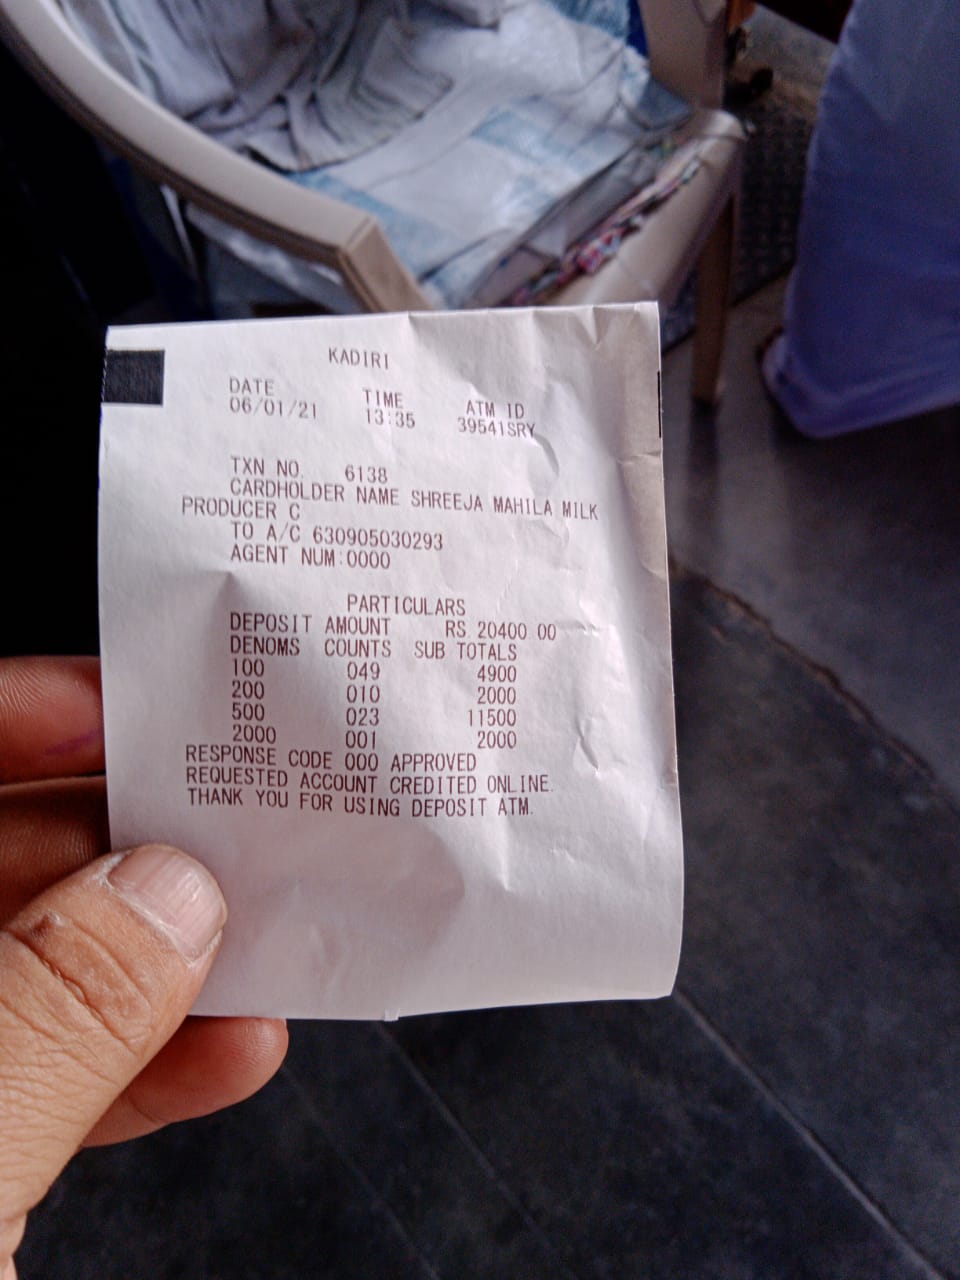 KADIRI
DATE TIME ATM ID
06/01/21 13:35 39541SRY
TXN NO. 6138
CARDHOLDER NAME SHREEJA MAHILA MILK
PRODUCER C
TO A/C 630905030293
AGENT NUM:0000
PARTICULARS
DEPOSIT AMOUNT RS.20400.00
DENOMS COUNTS SUB TOTALS
100 049 4900
200 010 2000
500 023 11500
2000 001 2000
RESPONSE CODE 000 APPROVED
REQUESTED ACCOUNT CREDITED ONLINE.
THANK YOU FOR USING DEPOSIT ATM.